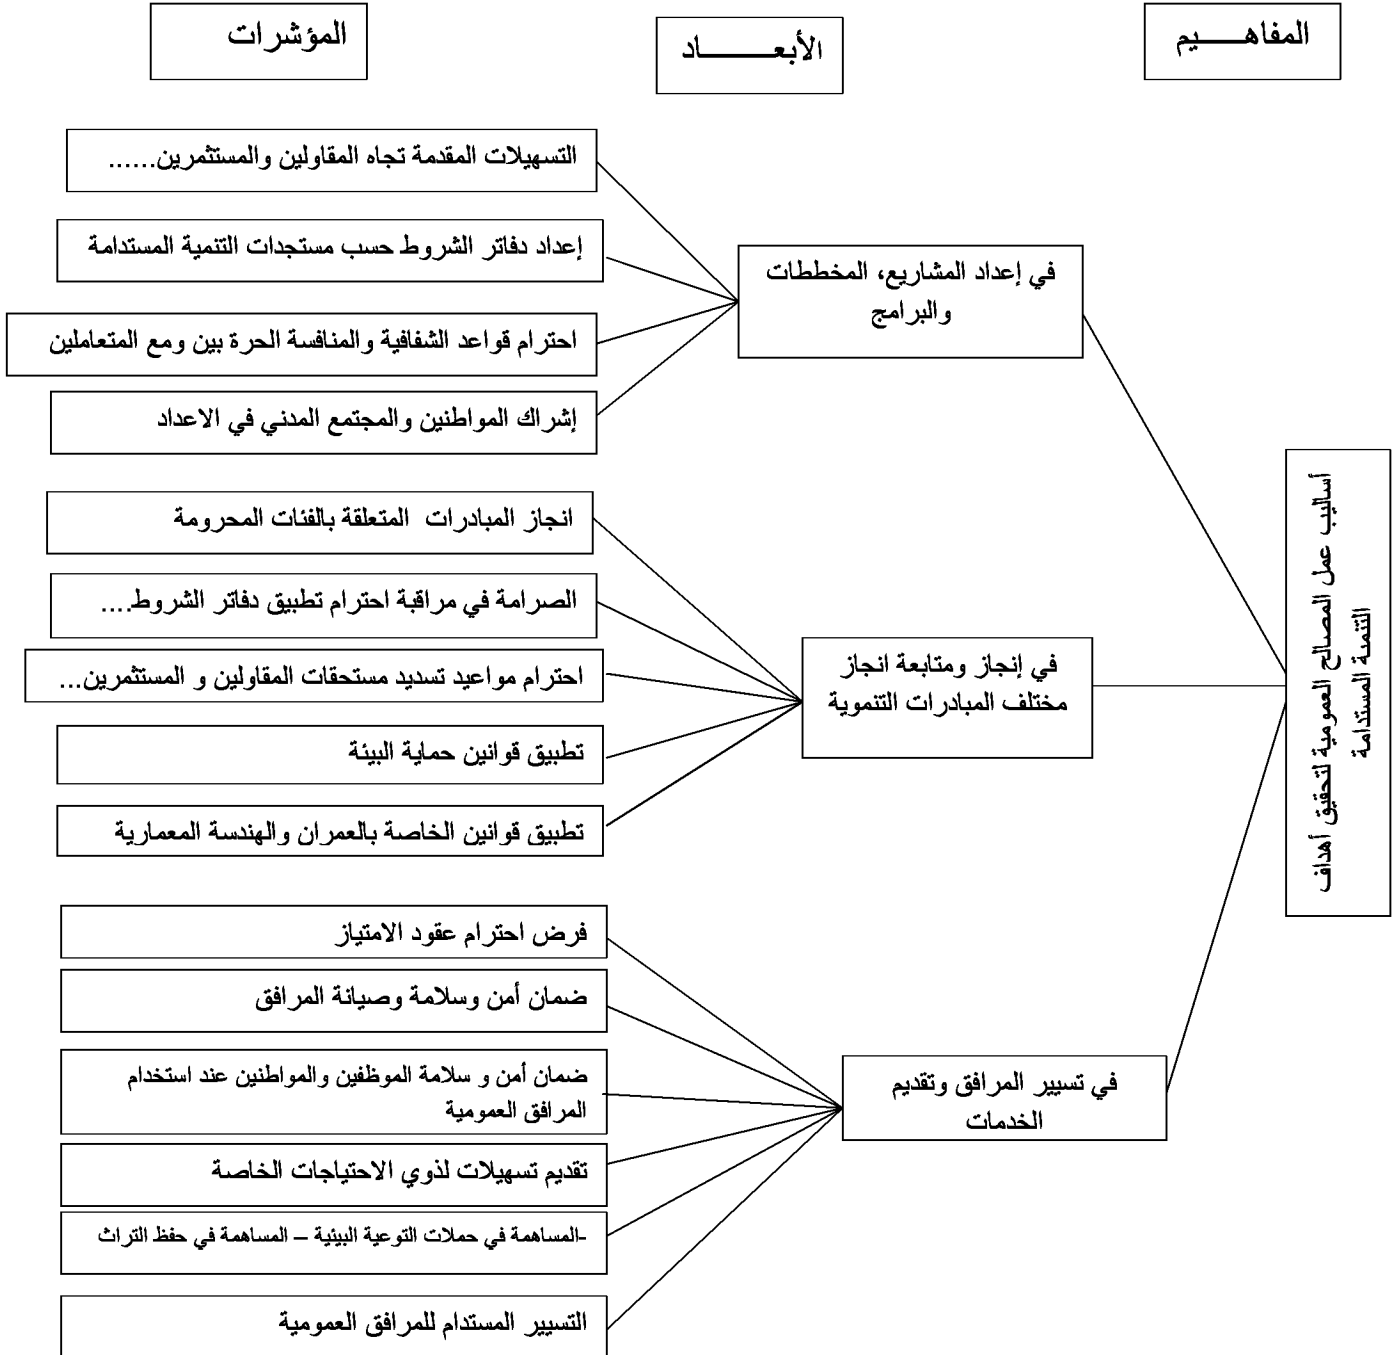 المفاهـــــيم
الأبعـــــــــاد
المؤشرات
أساليب عمل المصالح العمومية لتحقيق أهداف
التنمية المستدامة
في إعداد المشاريع، المخططات
والبرامج
التسهيلات المقدمة تجاه المقاولين والمستثمرين......
إعداد دفاتر الشروط حسب مستجدات التنمية المستدامة
احترام قواعد الشفافية والمنافسة الحرة بين ومع المتعاملين
إشراك المواطنين والمجتمع المدني في الاعداد
في إنجاز ومتابعة انجاز
مختلف المبادرات التنموية
انجاز المبادرات المتعلقة بالفئات المحرومة
الصرامة في مراقبة احترام تطبيق دفاتر الشروط....
احترام مواعيد تسديد مستحقات المقاولين و المستثمرين...
تطبيق قوانين حماية البيئة
تطبيق قوانين الخاصة بالعمران والهندسة المعمارية
في تسيير المرافق وتقديم
الخدمات
فرض احترام عقود الامتياز
ضمان أمن وسلامة وصيانة المرافق
ضمان أمن و سلامة الموظفين والمواطنين عند استخدام
المرافق العمومية
تقديم تسهيلات لذوي الاحتياجات الخاصة
-المساهمة في حملات التوعية البيئية – المساهمة في حفظ التراث
التسيير المستدام للمرافق العمومية